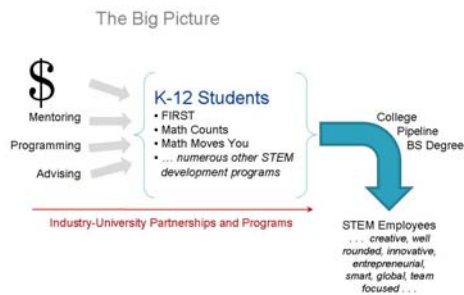 The Big Picture
$
Mentoring
Programming
Advising
K-12 Students
• FIRST
• Math Counts
• Math Moves You
• ... numerous other STEM
development programs
College
Pipeline
BS Degree
Industry-University Partnerships and Programs
STEM Employees
. . . creative, well
rounded, innovative,
entrepreneurial,
smart, global, team
focused . . .